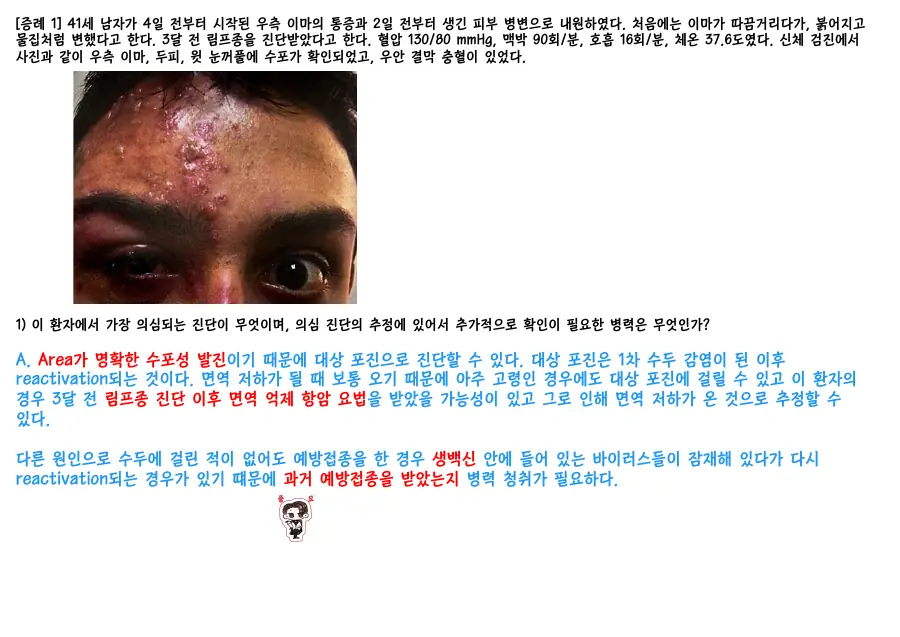 [증례 1] 41세 남자가 4일 전부터 시작된 우측 이마의 통증과 2일 전부터 생긴 피부 병변으로 내원하였다. 처음에는 이마가 따끔거리다가, 붉어지고
물집처럼 변했다고 한다. 3달 전 림프종을 진단받았다고 한다. 혈압 130/80 mmHg, 맥박 90회/분, 호흡 16회/분, 체온 37.6도였다. 신체 검진에서
사진과 같이 우측 이마, 두피, 윗 눈꺼풀에 수포가 확인되었고, 우안 결막 충혈이 있었다.
1) 이 환자에서 가장 의심되는 진단이 무엇이며, 의심 진단의 추정에 있어서 추가적으로 확인이 필요한 병력은 무엇인가?
A. Area가 명확한 수포성 발진이기 때문에 대상 포진으로 진단할 수 있다. 대상 포진은 1차 수두 감염이 된 이후
reactivation되는 것이다. 면역 저하가 될 때 보통 오기 때문에 아주 고령인 경우에도 대상 포진에 걸릴 수 있고 이 환자의
경우 3달 전 림프종 진단 이후 면역 억제 항암 요법을 받았을 가능성이 있고 그로 인해 면역 저하가 온 것으로 추정할 수
있다.
다른 원인으로 수두에 걸린 적이 없어도 예방접종을 한 경우 생백신 안에 들어 있는 바이러스들이 잠재해 있다가 다시
reactivation되는 경우가 있기 때문에 과거 예방접종을 받았는지 병력 청취가 필요하다.